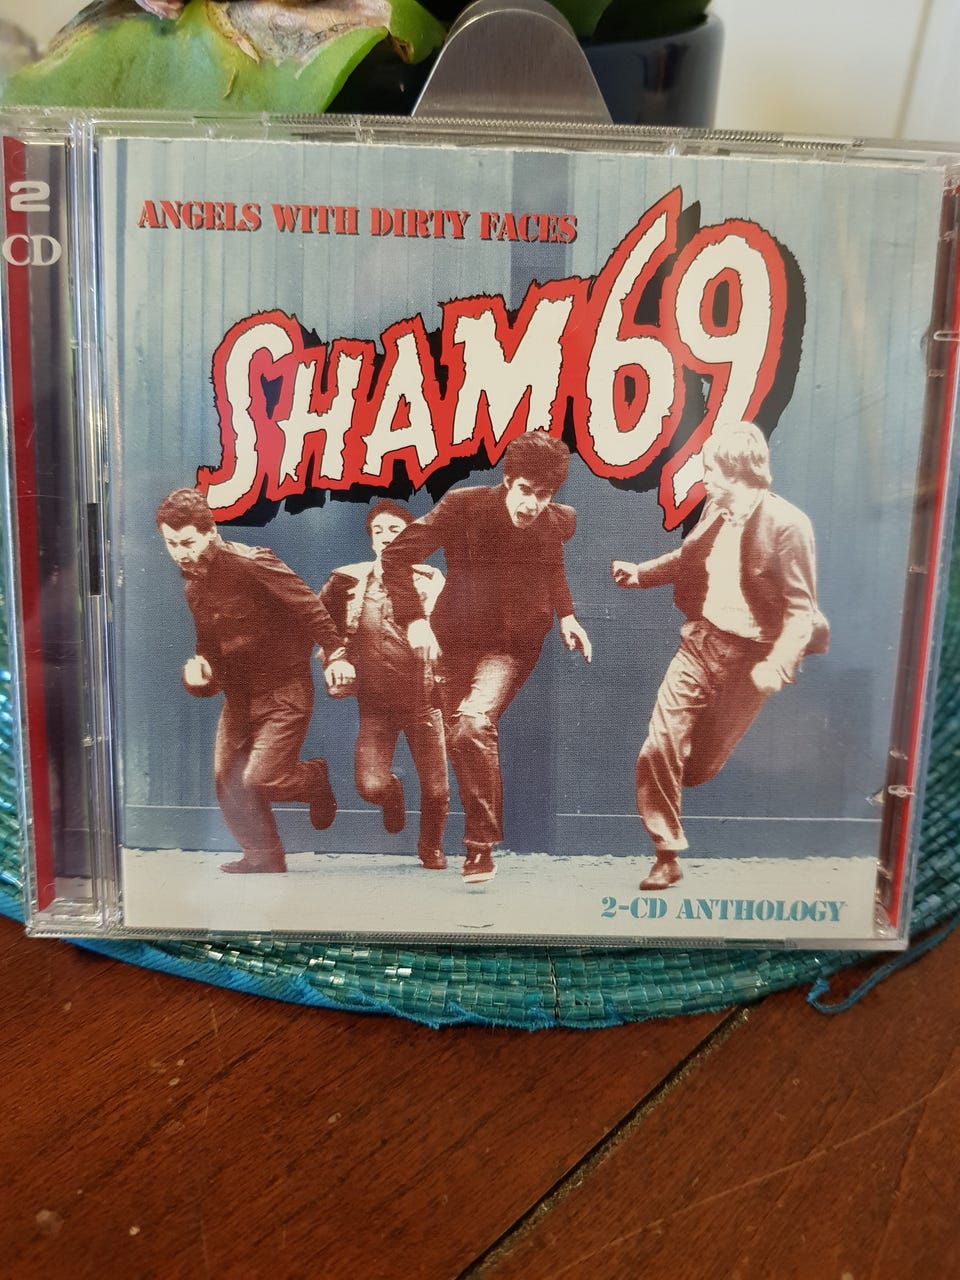 2
CD
ANGELS WITH DIRTY FACES
SHAM 69
2-CD ANTHOLOGY